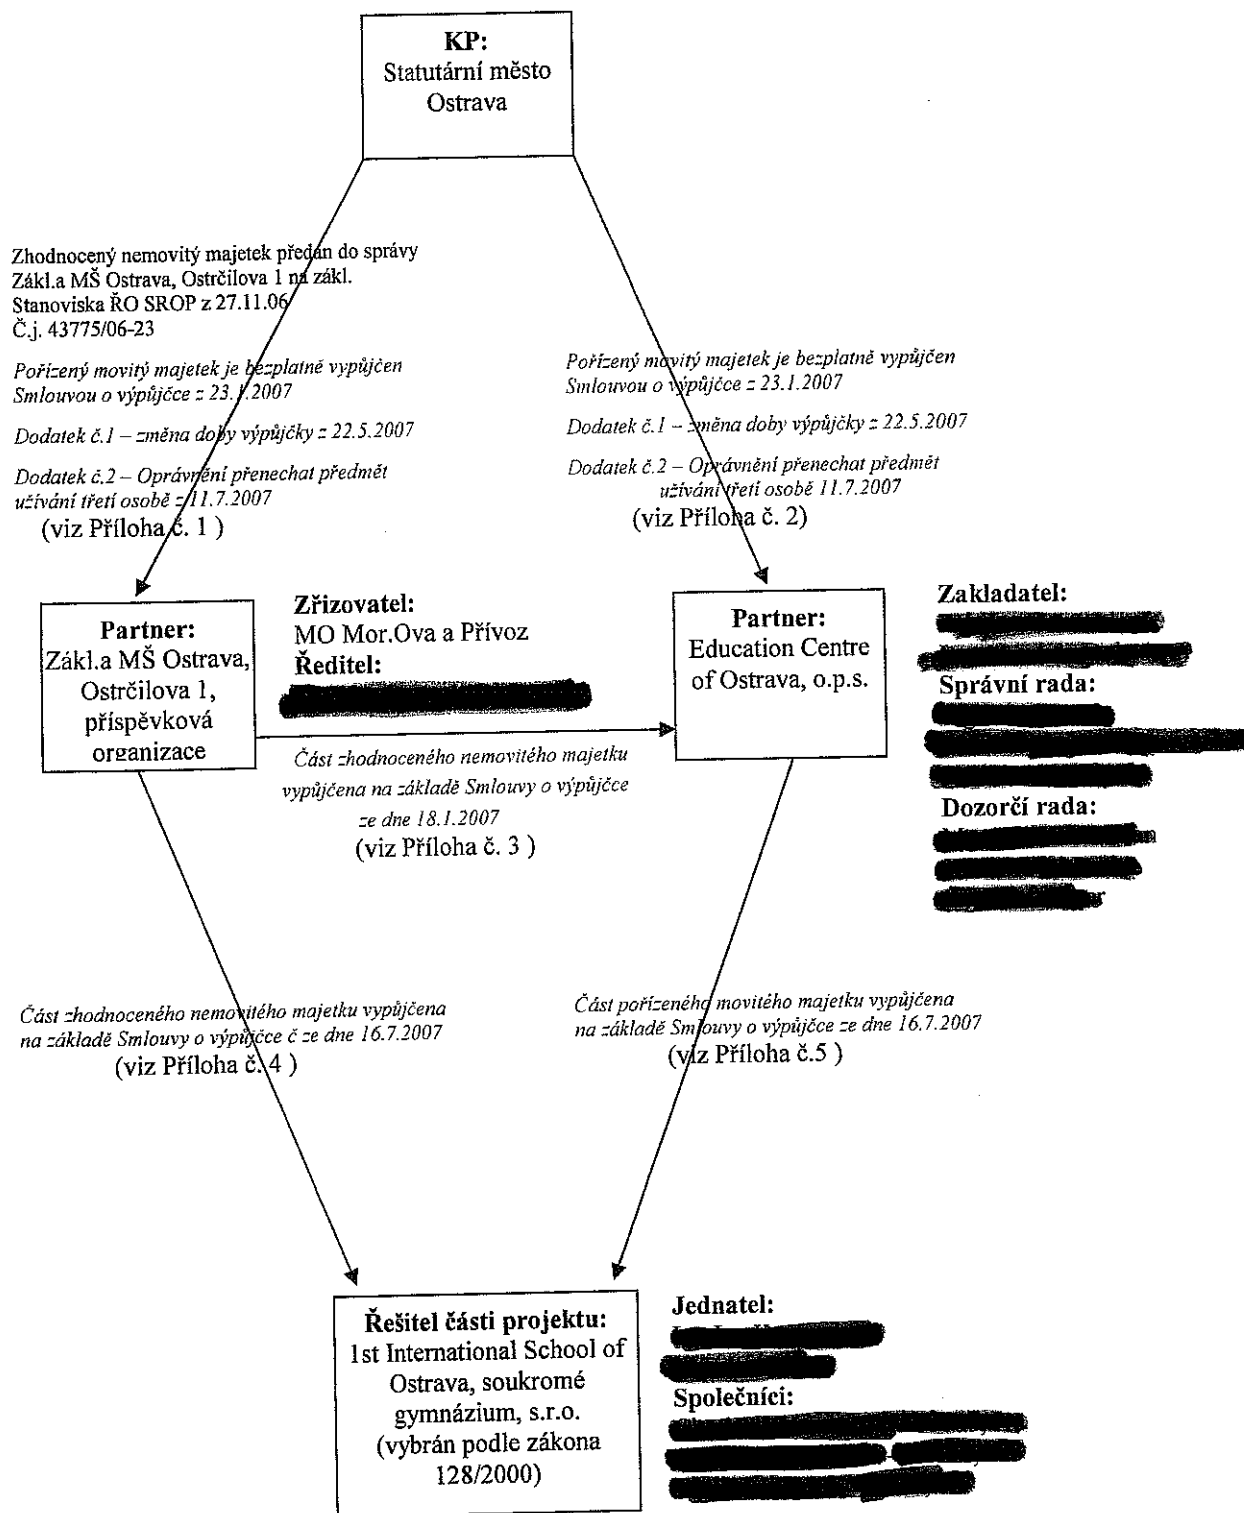 KP:
Statutární město
Ostrava
Zhodnocený nemovitý majetek předán do správy
Zákl.a MŠ Ostrava, Ostrčilova 1 na zákl.
Stanoviska ŘO SROP z 27.11.06
Č.j. 43775/06-23
Pořízený movitý majetek je bezplatně vypůjčen
Smlouvou o výpůjčce z 23.1.2007
Dodatek č.1 – změna doby výpůjčky z 22.5.2007
Dodatek č.2 – Oprávnění přenechat předmět
užívání třetí osobě z 11.7.2007
(viz Příloha č. 1 )
Pořízený movitý majetek je bezplatně vypůjčen
Smlouvou o výpůjčce z 23.1.2007
Dodatek č.1 – změna doby výpůjčky z 22.5.2007
Dodatek č.2 – Oprávnění přenechat předmět
užívání třetí osobě 11.7.2007
(viz Příloha č. 2)
Partner:
Zákl.a MŠ Ostrava,
Ostrčilova 1,
příspěvková
organizace
Zřizovatel:
MO Mor.Ova a Přívoz
Ředitel:
Část zhodnoceného nemovitého majetku
vypůjčena na základě Smlouvy o výpůjčce
ze dne 18.1.2007
(viz Příloha č. 3 )
Partner:
Education Centre
of Ostrava, o.p.s.
Zakladatel:
Správní rada:
Dozorčí rada:
Část zhodnoceného nemovitého majetku vypůjčena
na základě Smlouvy o výpůjčce č ze dne 16.7.2007
(viz Příloha č. 4 )
Část pořízeného movitého majetku vypůjčena
na základě Smlouvy o výpůjčce ze dne 16.7.2007
(viz Příloha č.5 )
Řešitel části projektu:
1st International School of
Ostrava, soukromé
gymnázium, s.r.o.
(vybrán podle zákona
128/2000)
Jednatel:
Společníci: